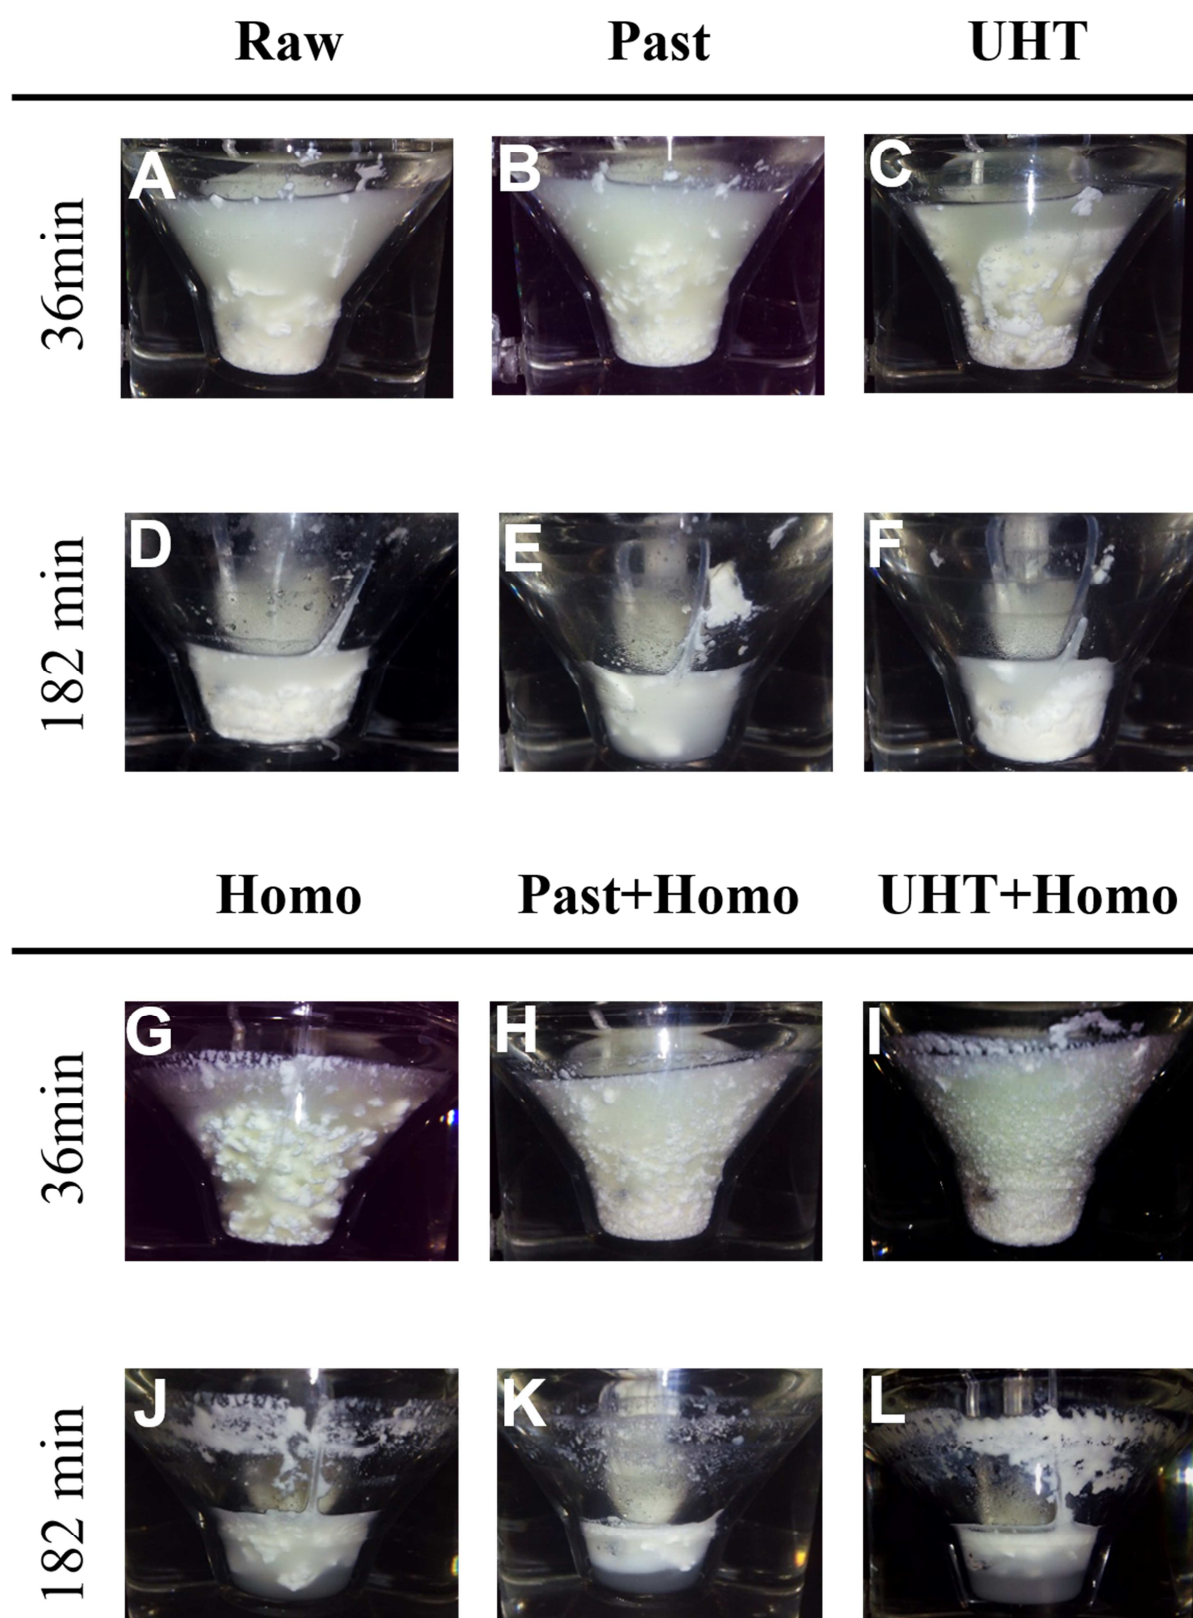 Raw Past UHT
36min
A B C
182 min
D E F
Homo Past+Homo UHT+Homo
36min
G H I
182 min
J K L